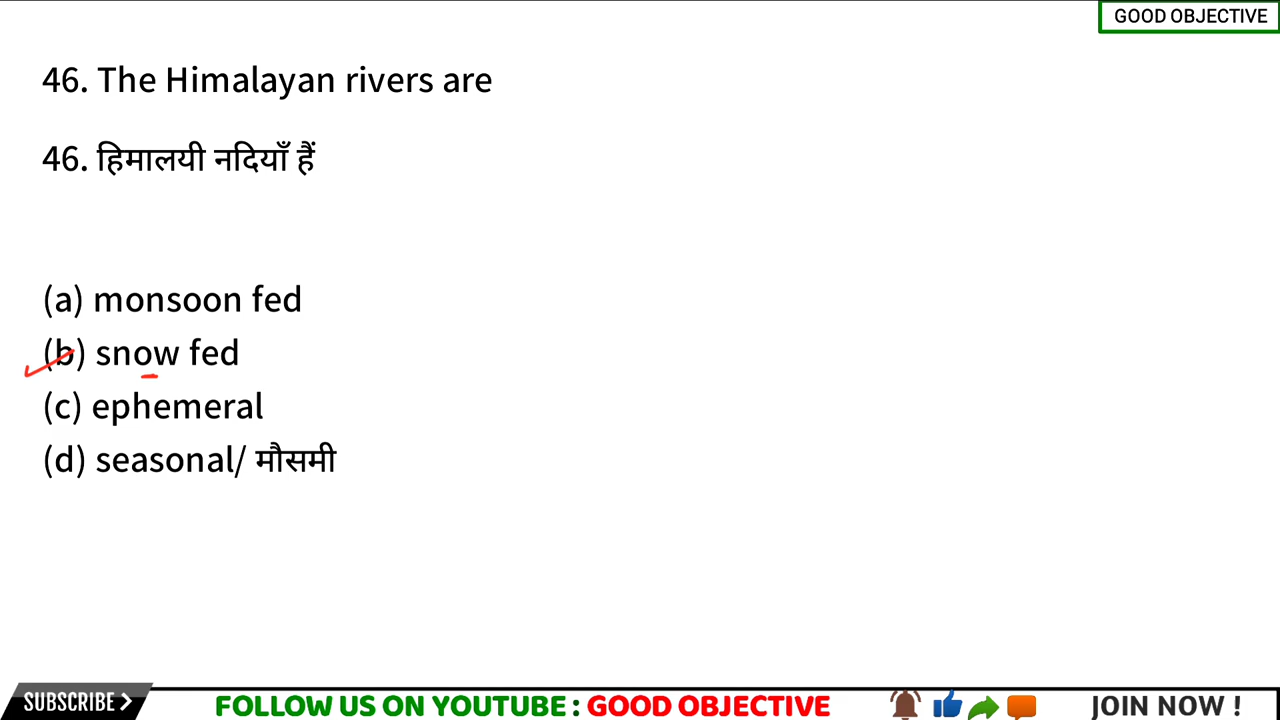 GOOD OBJECTIVE
46. The Himalayan rivers are
46. हिमालयी नदियाँ हैं
(a) monsoon fed
(b) snow fed
(c) ephemeral
(d) seasonal/ मौसमी
SUBSCRIBE > FOLLOW US ON YOUTUBE : GOOD OBJECTIVE JOIN NOW !